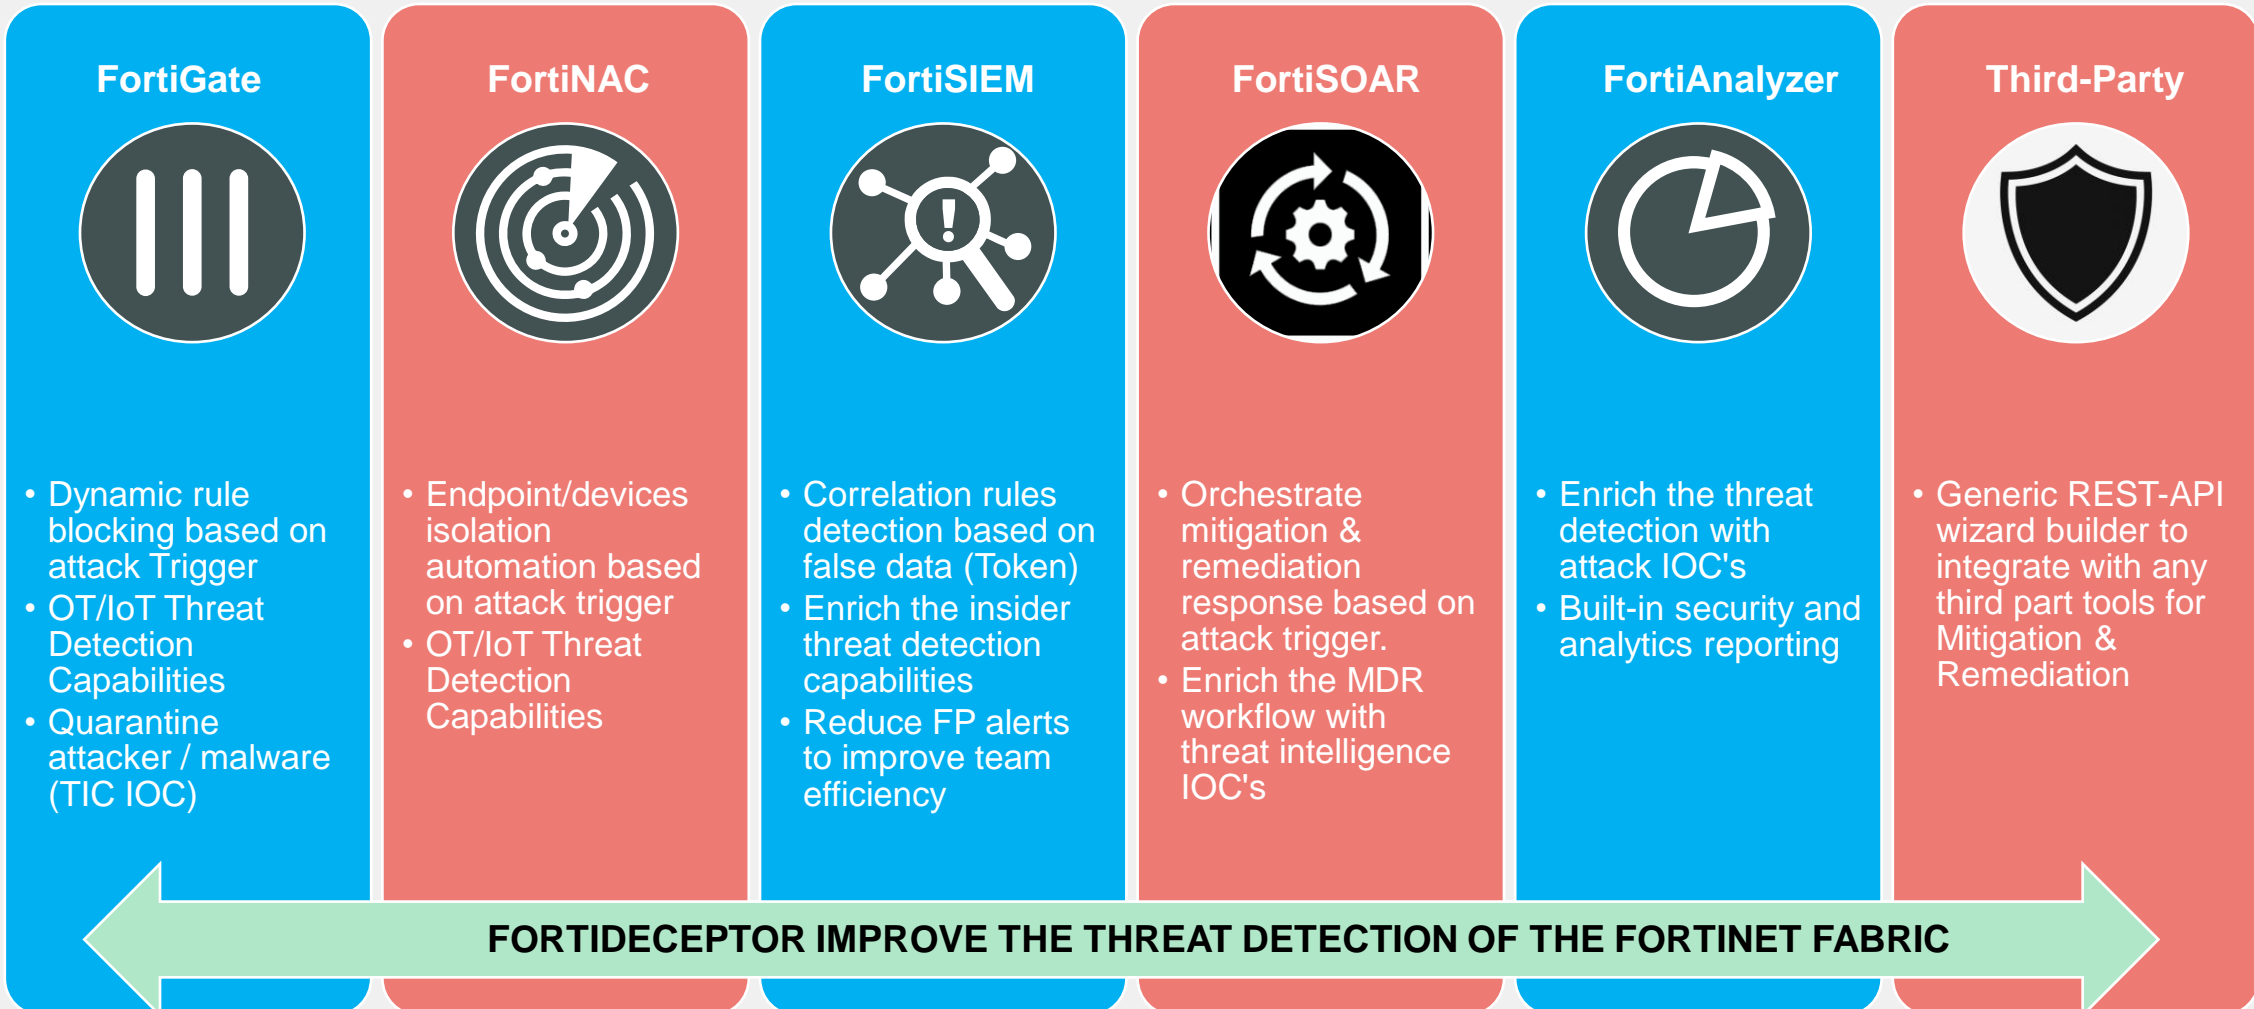 FortiGate
• Dynamic rule
blocking based on
attack Trigger
• OT/IoT Threat
Detection
Capabilities
• Quarantine
attacker / malware
(TIC IOC)
FortiNAC
• Endpoint/devices
isolation
automation based
on attack trigger
• OT/IoT Threat
Detection
Capabilities
FortiSIEM
• Correlation rules
detection based on
false data (Token)
• Enrich the insider
threat detection
capabilities
• Reduce FP alerts
to improve team
efficiency
FortiSOAR
• Orchestrate
mitigation &
remediation
response based on
attack trigger.
• Enrich the MDR
workflow with
threat intelligence
IOC's
FortiAnalyzer
• Enrich the threat
detection with
attack IOC's
• Built-in security and
analytics reporting
Third-Party
• Generic REST-API
wizard builder to
integrate with any
third part tools for
Mitigation &
Remediation
FORTIDECEPTOR IMPROVE THE THREAT DETECTION OF THE FORTINET FABRIC